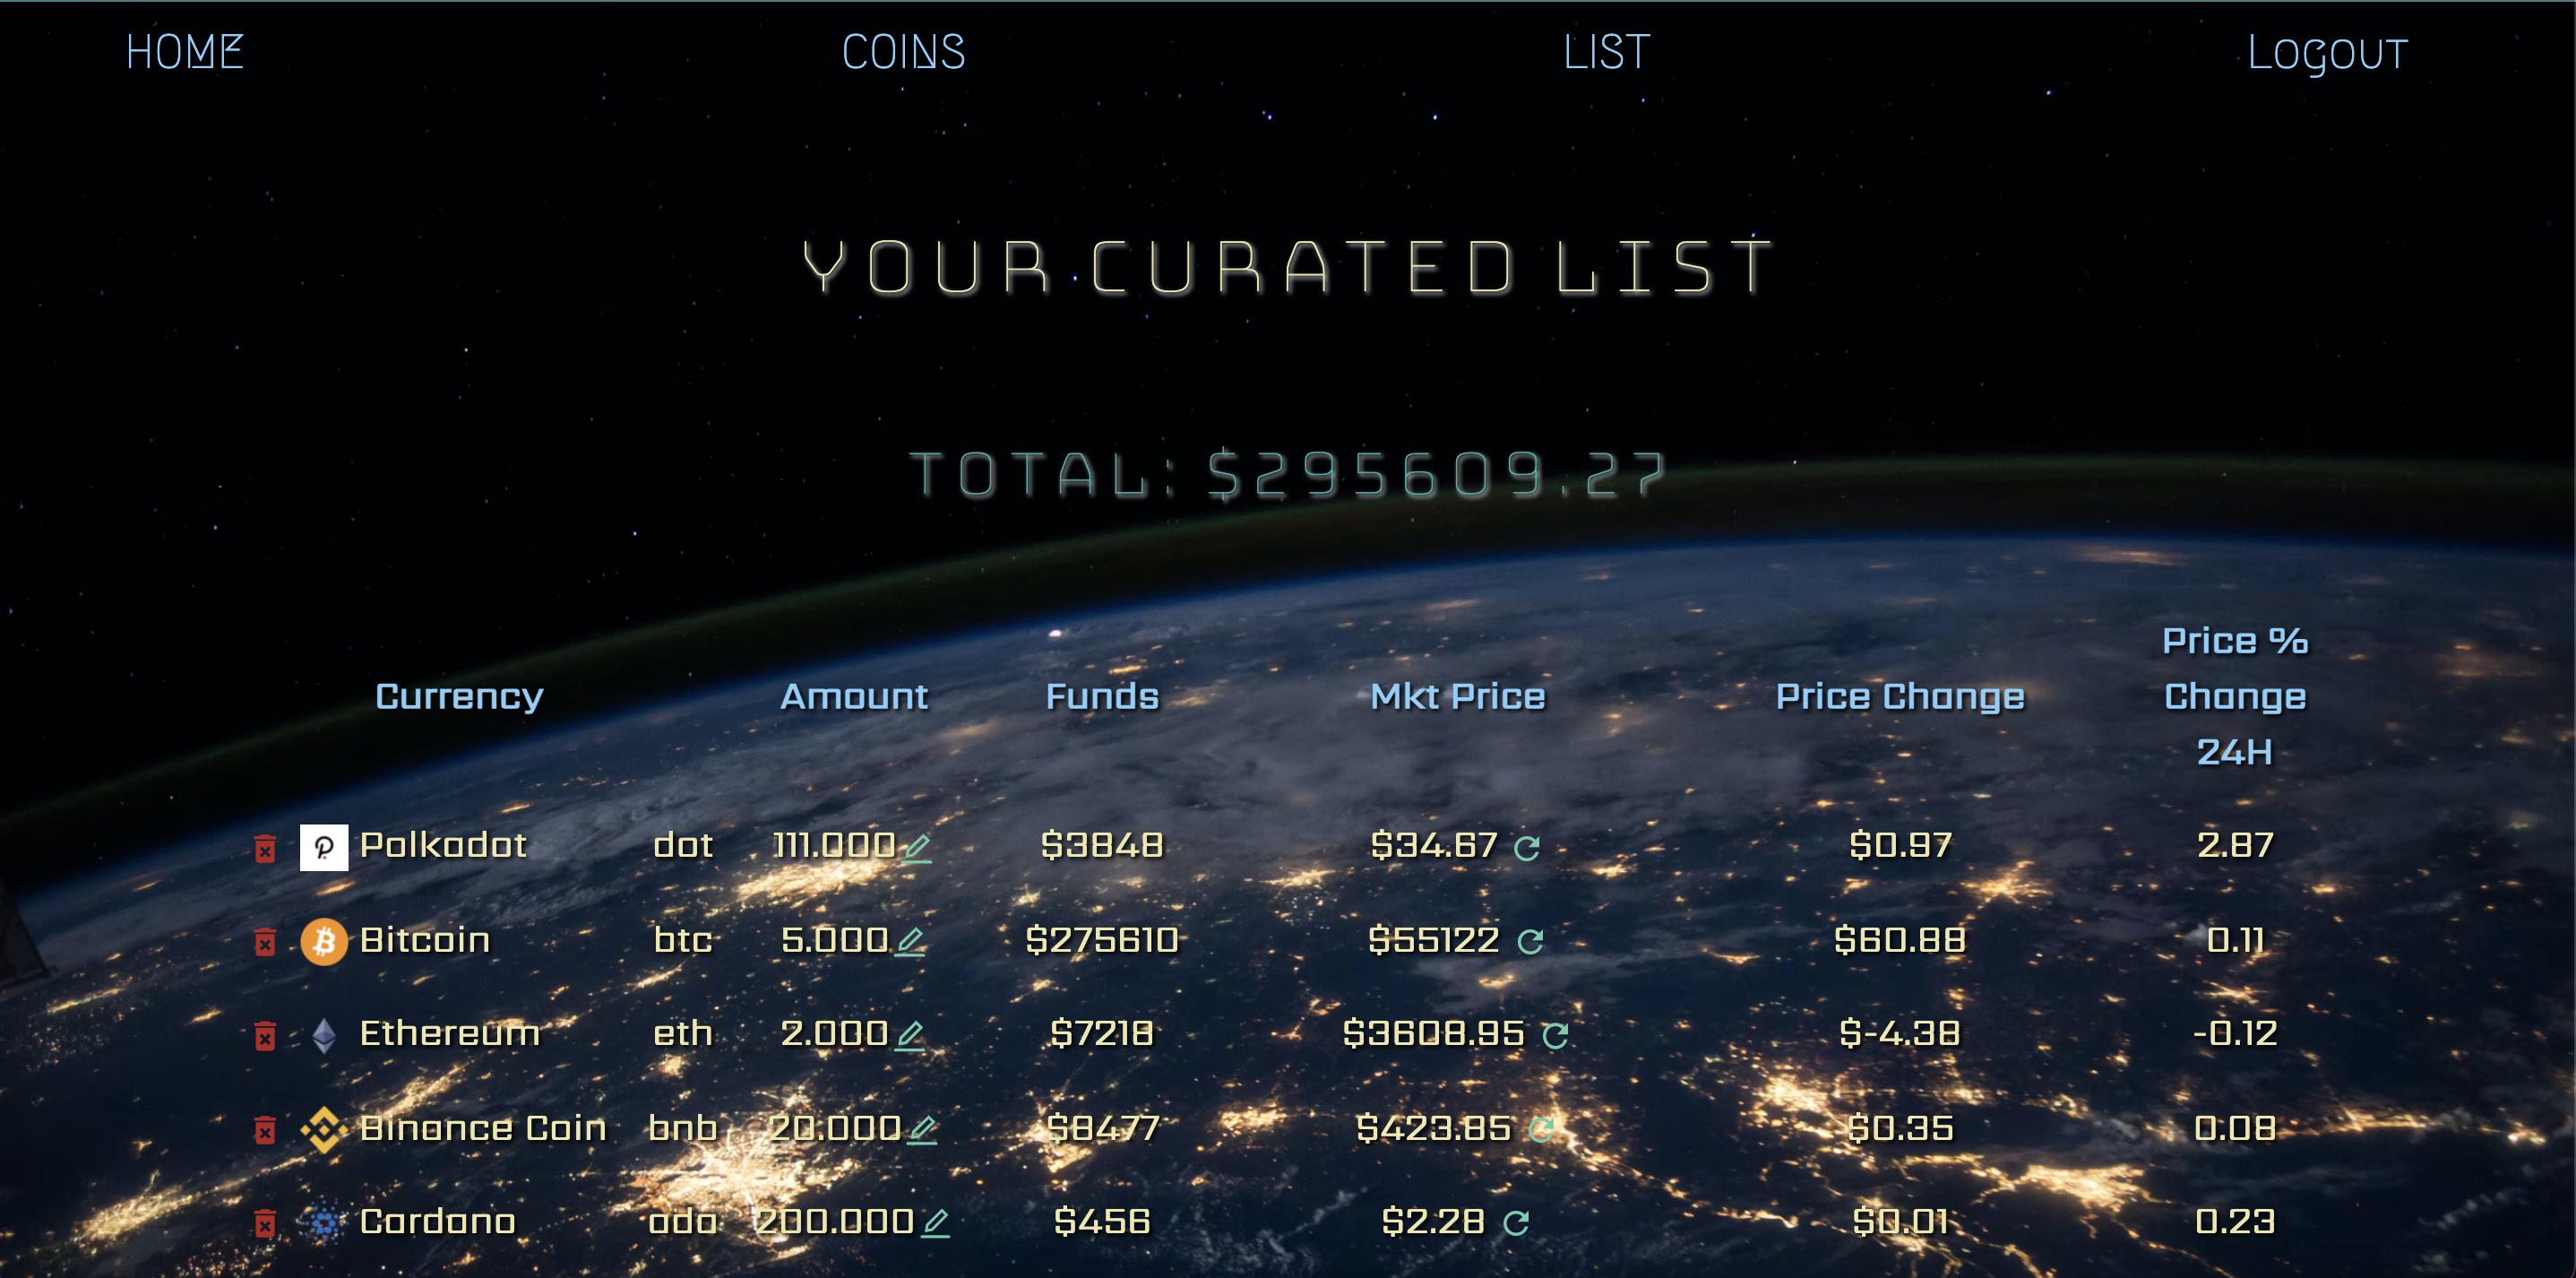 HOME COINS LIST LOGOUT
YOUR CURATED LIST
TOTAL: $295609.27
Currency Amount Funds Mkt Price Price Change Price % Change 24H
Polkadot dot 111.000 $3848 $34.67 $0.97 2.87
Bitcoin btc 5.000 $275610 $55122 $60.88 0.11
Ethereum eth 2.000 $7218 $3608.95 $-4.38 -0.12
Binance Coin bnb 20.000 $8477 $423.85 $0.35 0.08
Cardano ada 200.000 $456 $2.28 $0.01 0.23